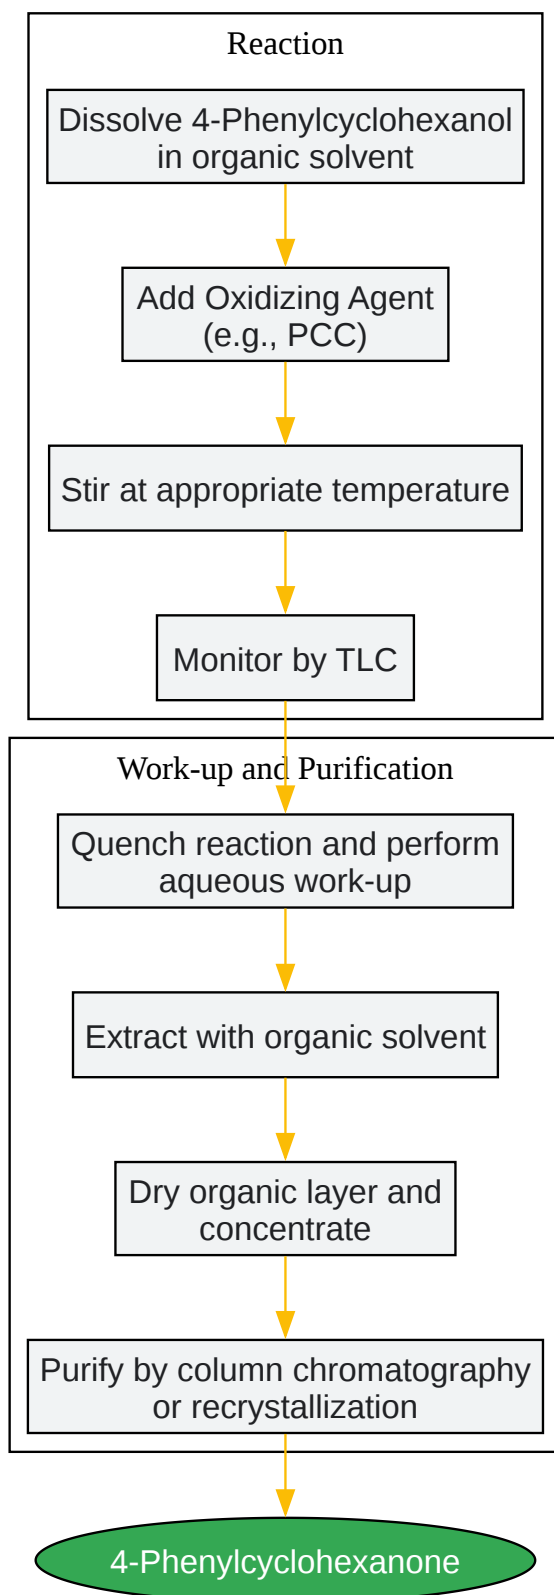 Reaction
Dissolve 4-Phenylcyclohexanol
in organic solvent
Add Oxidizing Agent
(e.g., PCC)
Stir at appropriate temperature
Monitor by TLC
Work-up and Purification
Quench reaction and perform
aqueous work-up
Extract with organic solvent
Dry organic layer and
concentrate
Purify by column chromatography
or recrystallization
4-Phenylcyclohexanone